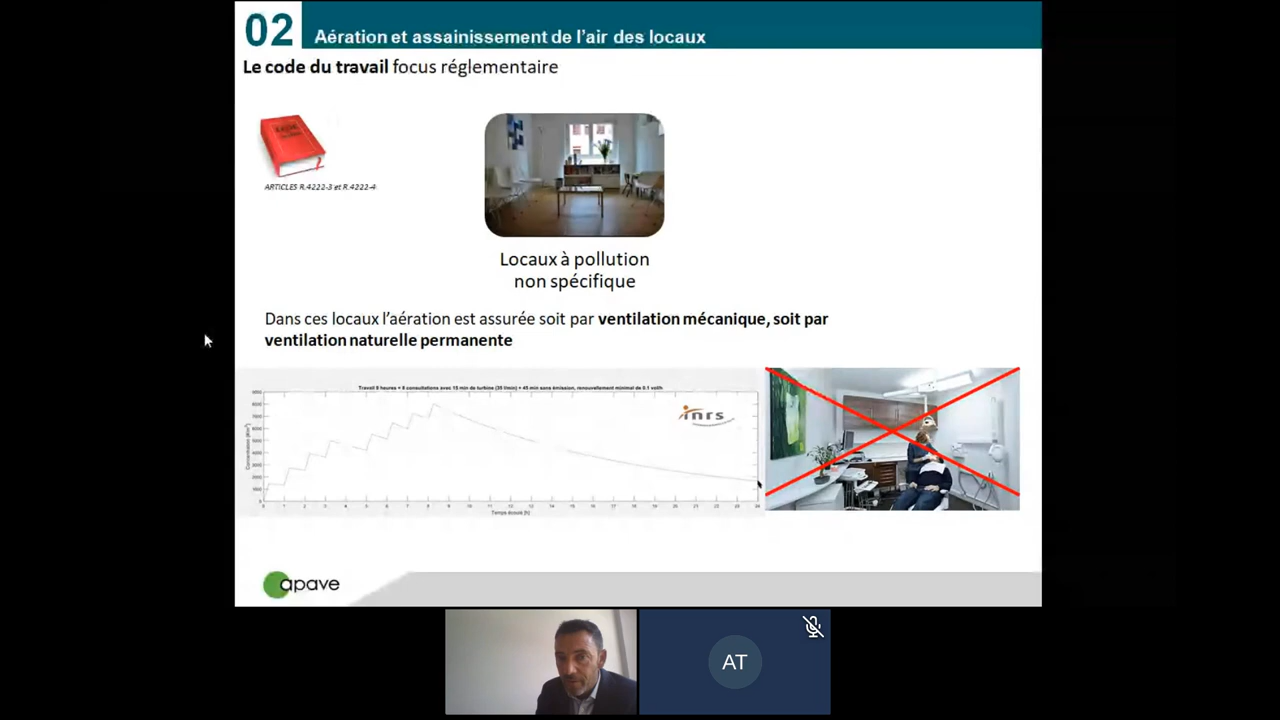 02
Aération et assainissement de l'air des locaux
Le code du travail focus réglementaire
ARTICLES R.4222-3 et R.4222-4
Locaux à pollution
non spécifique
Dans ces locaux l'aération est assurée soit par ventilation mécanique, soit par
ventilation naturelle permanente
inrs
Temps écoulé (h)
apave
AT